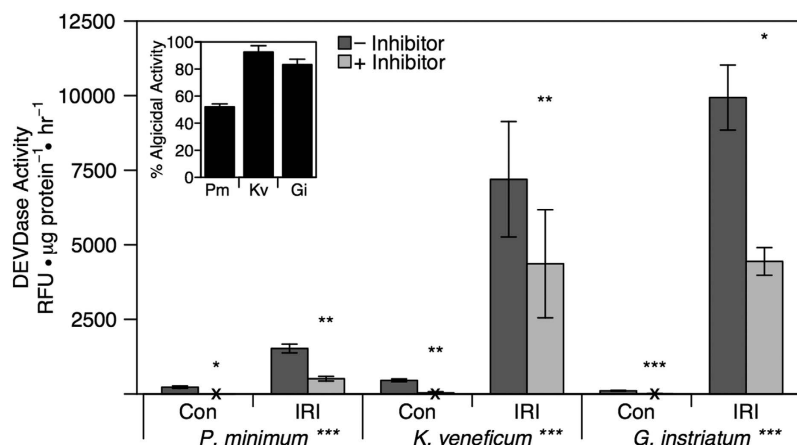 12500
10000
7500
5000
2500
DEVDase Activity
RFU • µg protein⁻¹ • hr⁻¹
100
80
60
40
20
0
% Algicidal Activity
Pm Kv Gi
− Inhibitor
+ Inhibitor
* ** ** ** *** *
x x x
Con IRI Con IRI Con IRI
P. minimum *** K. veneficum *** G. instriatum ***